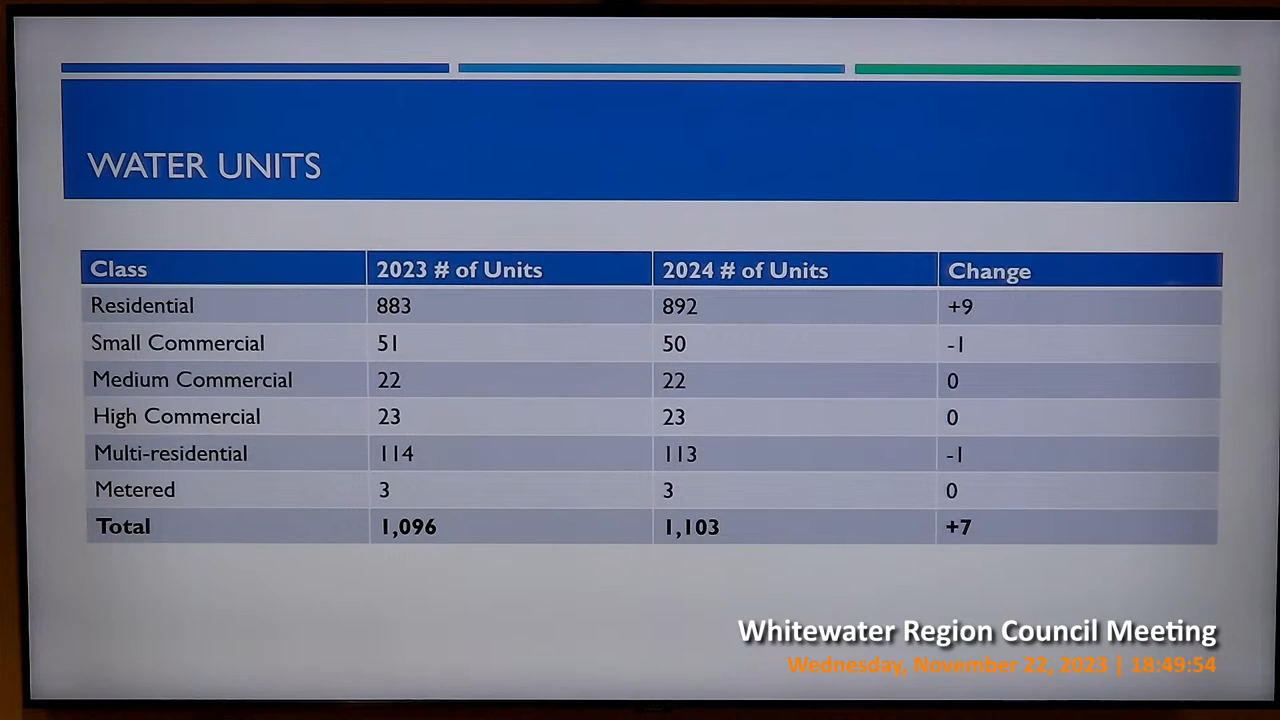 WATER UNITS
Class 2023 # of Units 2024 # of Units Change
Residential 883 892 +9
Small Commercial 51 50 -1
Medium Commercial 22 22 0
High Commercial 23 23 0
Multi-residential 114 113 -1
Metered 3 3 0
Total 1,096 1,103 +7
Whitewater Region Council Meeting
Wednesday, November 22, 2023 | 18:49:54